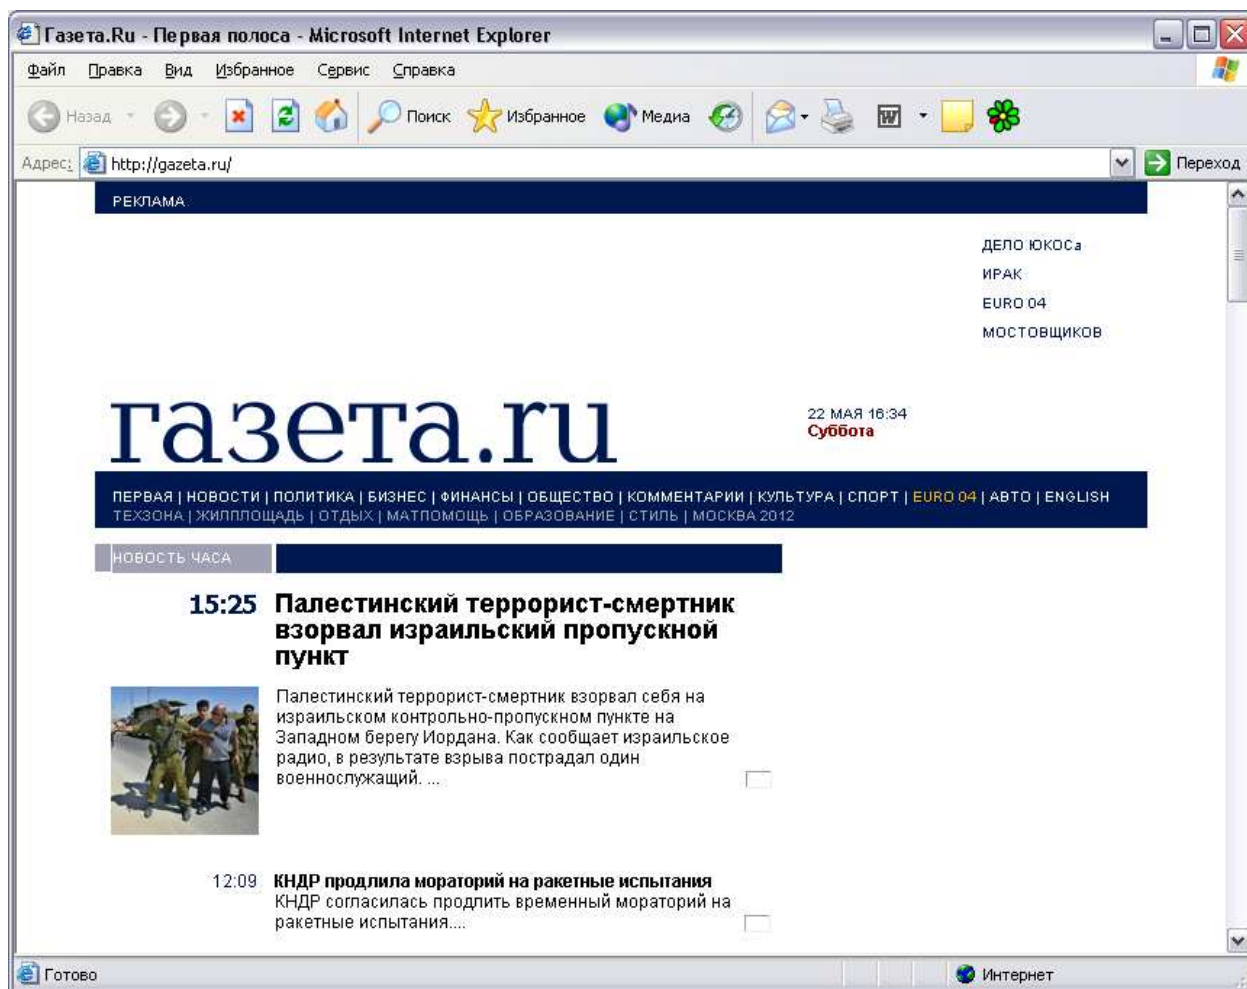 Газета.Ru - Первая полоса - Microsoft Internet Explorer
Файл Правка Вид Избранное Сервис Справка
Назад Поиск Избранное Медиа W
Адрес: http://gazeta.ru/ Переход
РЕКЛАМА
ДЕЛО ЮКОСа
ИРАК
EURO 04
МОСТОВЩИКОВ
газета.ru
22 МАЯ 16:34
Суббота
ПЕРВАЯ | НОВОСТИ | ПОЛИТИКА | БИЗНЕС | ФИНАНСЫ | ОБЩЕСТВО | КОММЕНТАРИИ | КУЛЬТУРА | СПОРТ | EURO 04 | АВТО | ENGLISH
ТЕХЗОНА | ЖИЛПЛОЩАДЬ | ОТДЫХ | МАТПОМОЩЬ | ОБРАЗОВАНИЕ | СТИЛЬ | МОСКВА 2012
НОВОСТЬ ЧАСА
15:25 Палестинский террорист-смертник
взорвал израильский пропускной
пункт
Палестинский террорист-смертник взорвал себя на
израильском контрольно-пропускном пункте на
Западном берегу Иордана. Как сообщает израильское
радио, в результате взрыва пострадал один
военнослужащий. ...
12:09 КНДР продлила мораторий на ракетные испытания
КНДР согласилась продлить временный мораторий на
ракетные испытания....
Готово Интернет